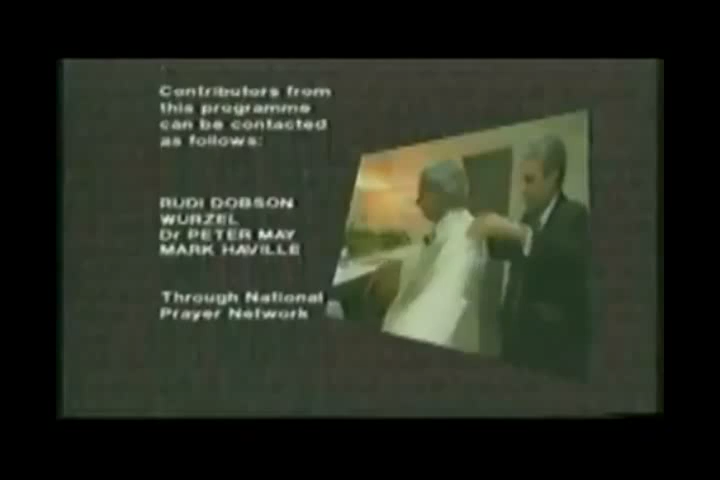 Contributors from
this programme
can be contacted
as follows:
RUDI DOBSON
WURZEL
Dr PETER MAY
MARK HAVILLE
Through National
Prayer Network